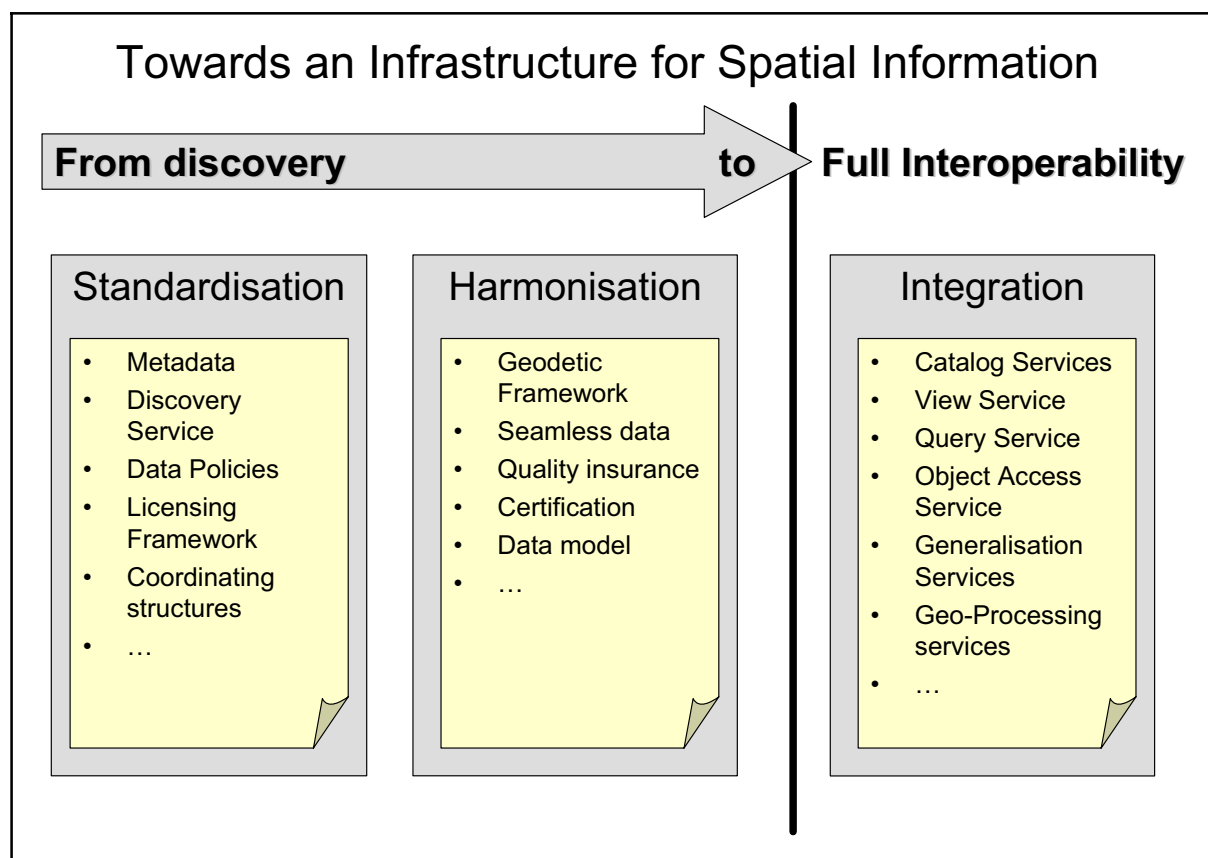 Towards an Infrastructure for Spatial Information
From discovery to Full Interoperability
Standardisation
• Metadata
• Discovery
Service
• Data Policies
• Licensing
Framework
• Coordinating
structures
• …
Harmonisation
• Geodetic
Framework
• Seamless data
• Quality insurance
• Certification
• Data model
• …
Integration
• Catalog Services
• View Service
• Query Service
• Object Access
Service
• Generalisation
Services
• Geo-Processing
services
• …